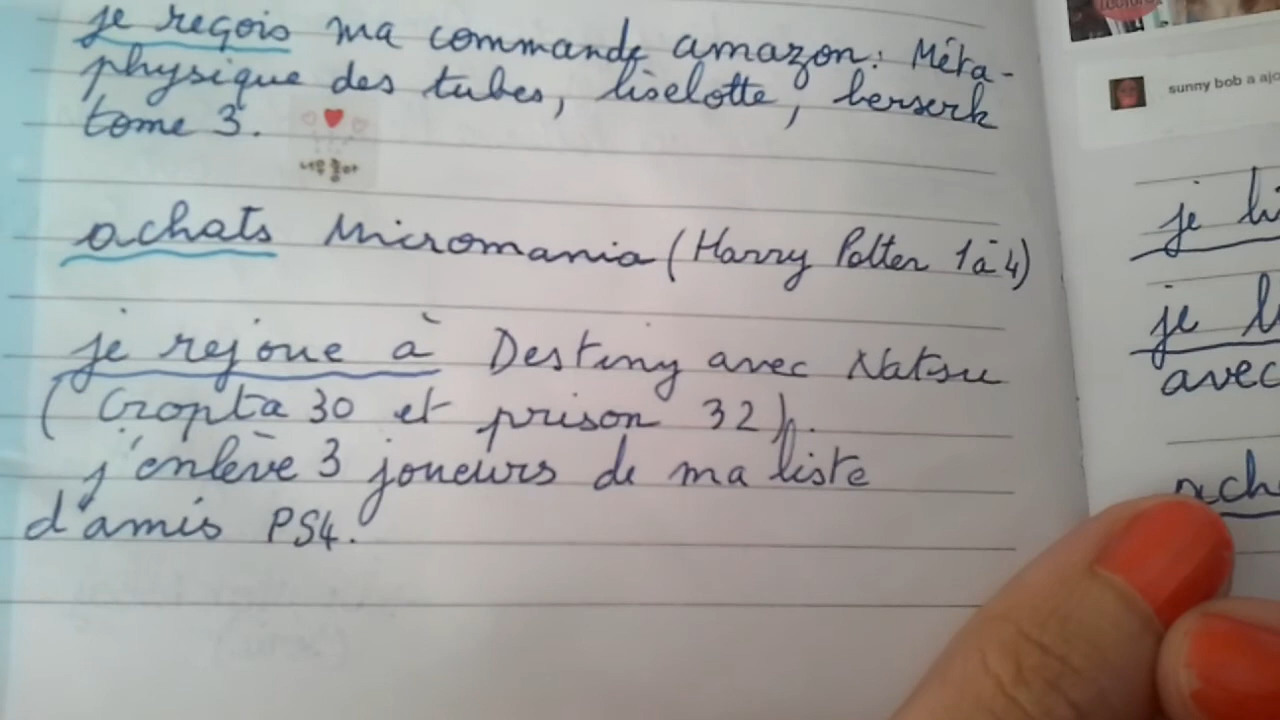 je reçois ma commande amazon: Méta-
physique des tubes, liselotte, berserk
tome 3.
achats Micromania (Harry Potter 1 à 4)
je rejoue à Destiny avec Natsu
(Cropta 30 et prison 32).
j'enlève 3 joueurs de ma liste
d'amis PS4.
sunny bob a ajo
je li
je l
avec
ach